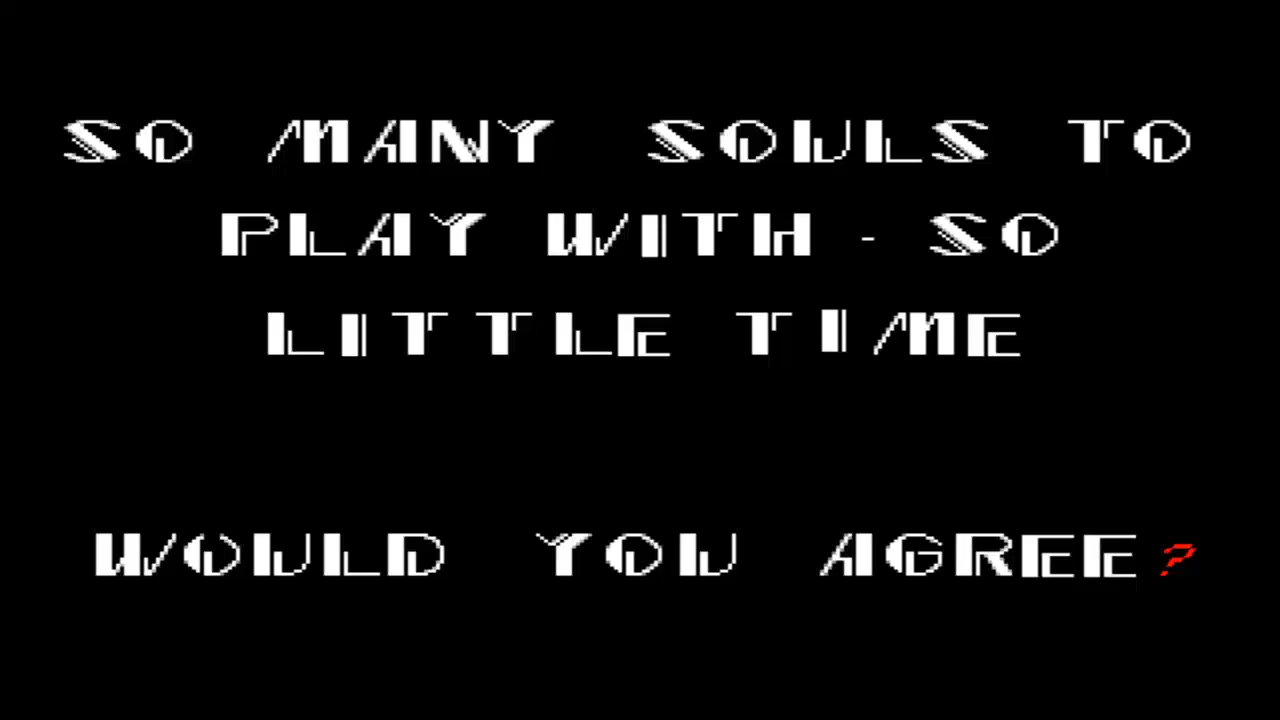 SO MANY SOULS TO
PLAY WITH - SO
LITTLE TIME
WOULD YOU AGREE?